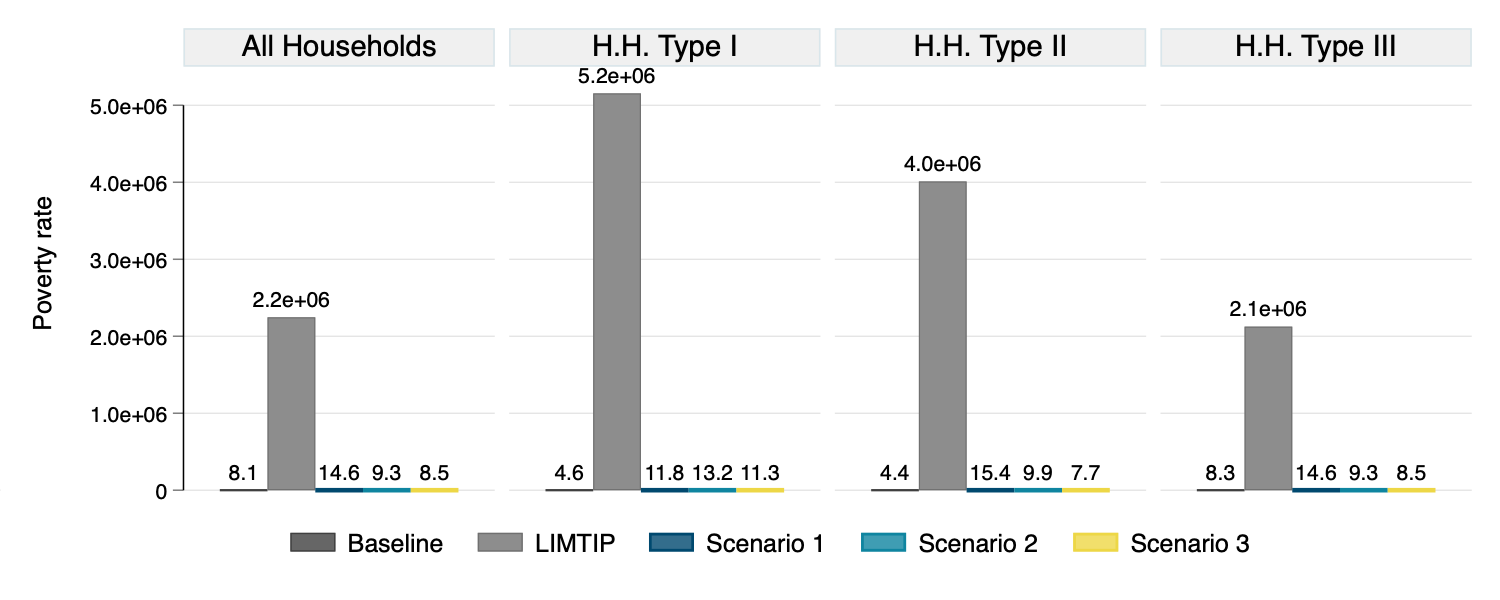 All Households H.H. Type I H.H. Type II H.H. Type III
5.2e+06
5.0e+06
4.0e+06
4.0e+06
3.0e+06
2.2e+06
2.1e+06
2.0e+06
1.0e+06
0
Poverty rate
8.1 14.6 9.3 8.5 4.6 11.8 13.2 11.3 4.4 15.4 9.9 7.7 8.3 14.6 9.3 8.5
Baseline LIMTIP Scenario 1 Scenario 2 Scenario 3